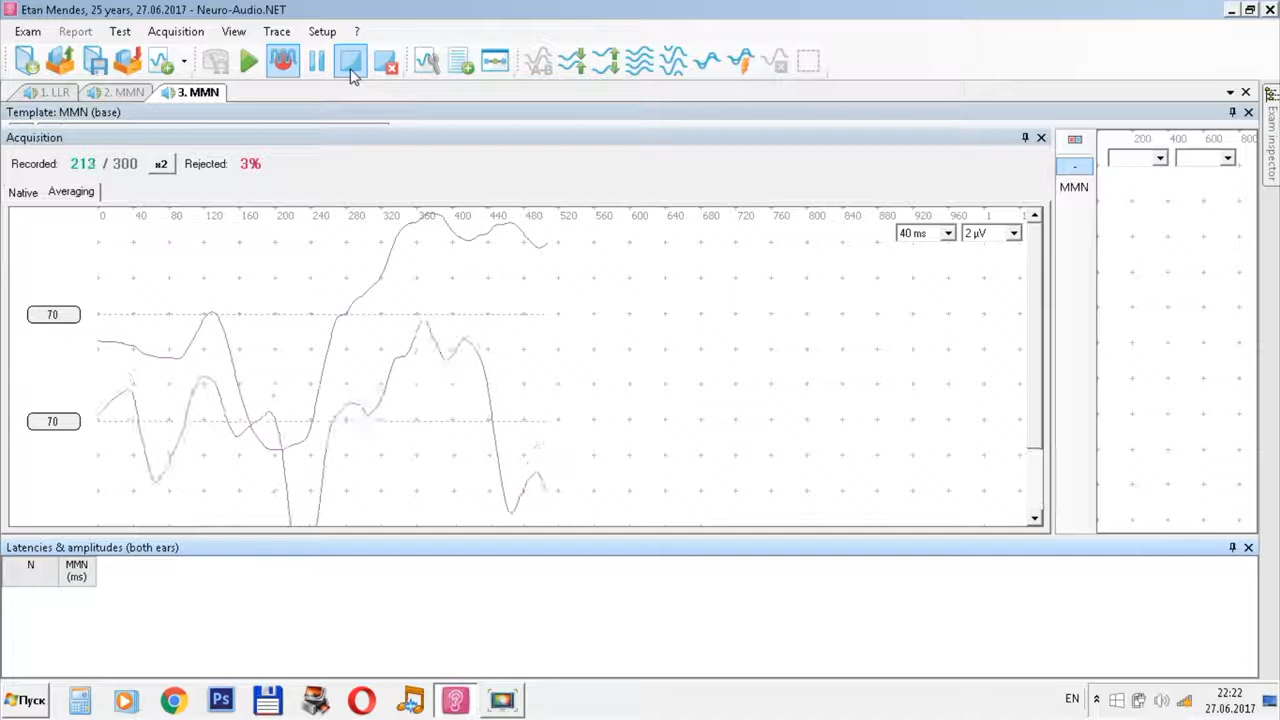 Etan Mendes, 25 years, 27.06.2017 - Neuro-Audio.NET
Exam Report Test Acquisition View Trace Setup ?
A-B
1. LLR 2. MMN 3. MMN
Template: MMN (base)
Acquisition
Recorded: 213 / 300 x2 Rejected: 3%
Native Averaging
0 40 80 120 160 200 240 280 320 360 400 440 480 520 560 600 640 680 720 760 800 840 880 920 960 1
40 ms 2 µV
70
70
200 400 600 800
-
MMN
Exam inspector
Latencies & amplitudes (both ears)
N MMN
(ms)
Пуск
Ps
EN
22:22
27.06.2017